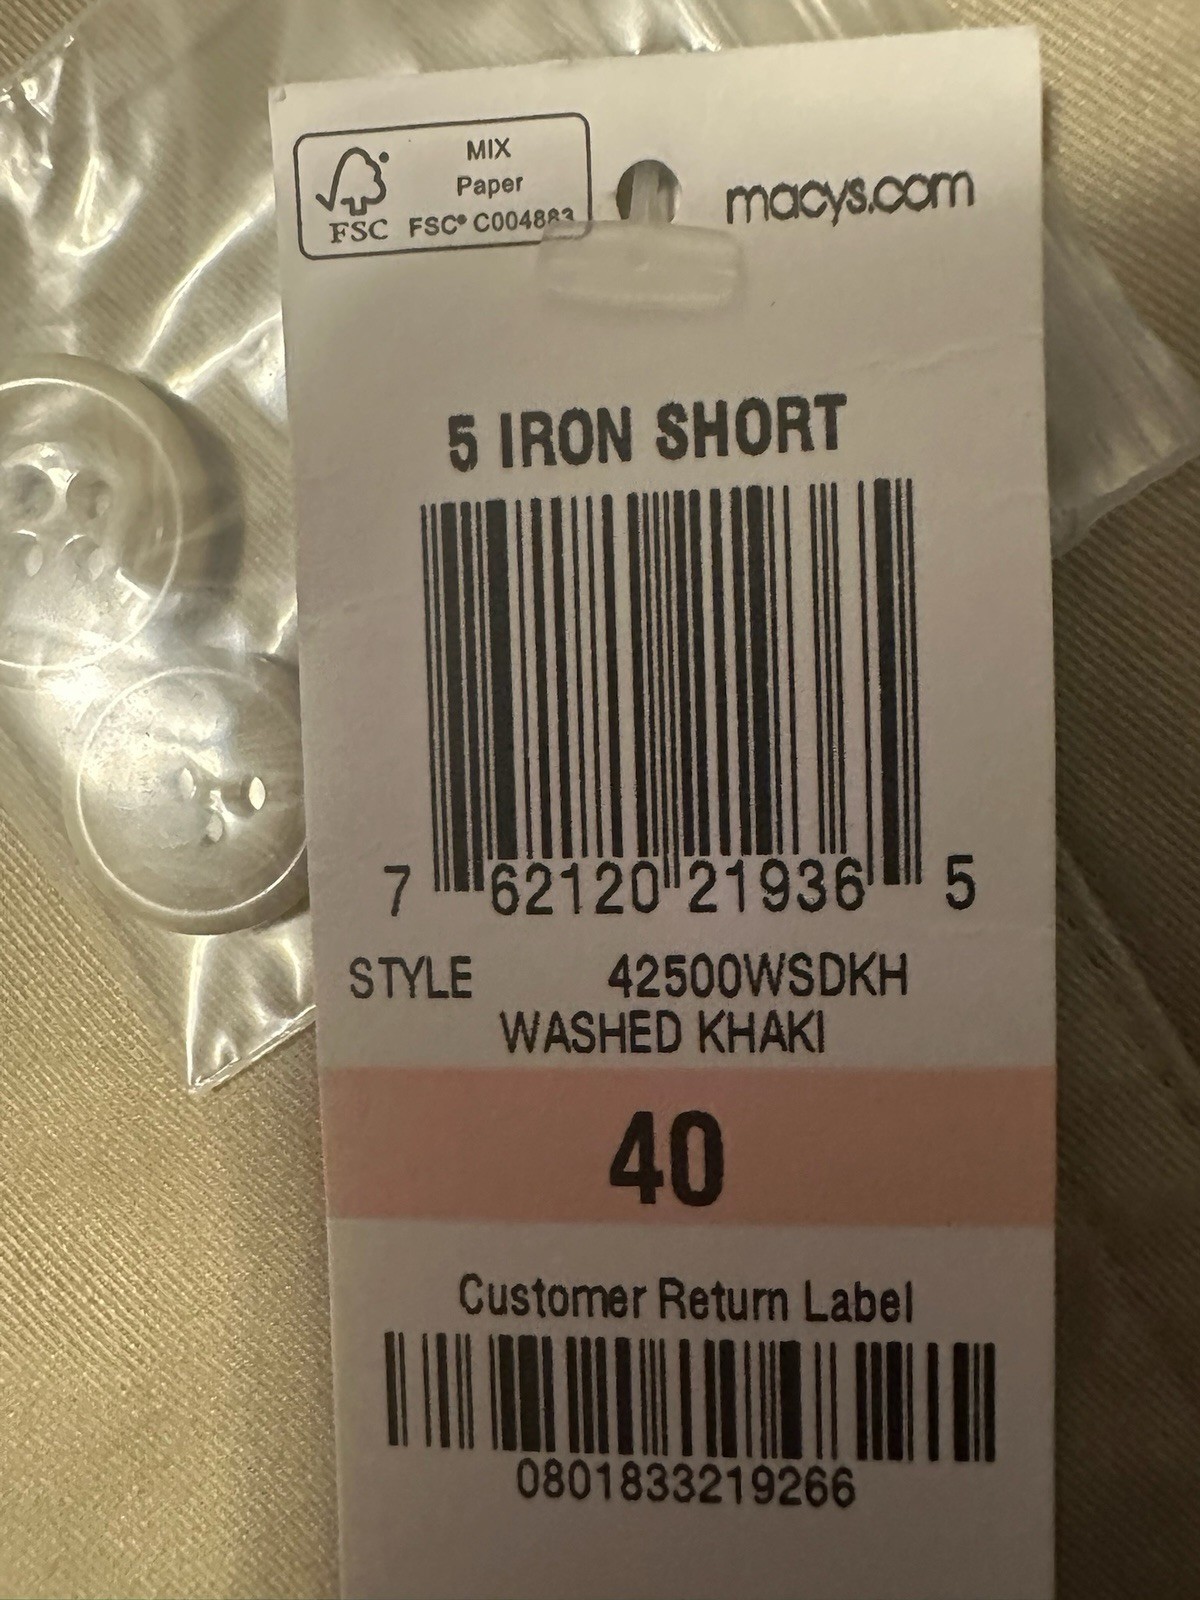 MIX
Paper
FSC FSC® C004883
macys.com
5 IRON SHORT
7 62120 21936 5
STYLE 42500WSDKH
WASHED KHAKI
40
Customer Return Label
0801833219266